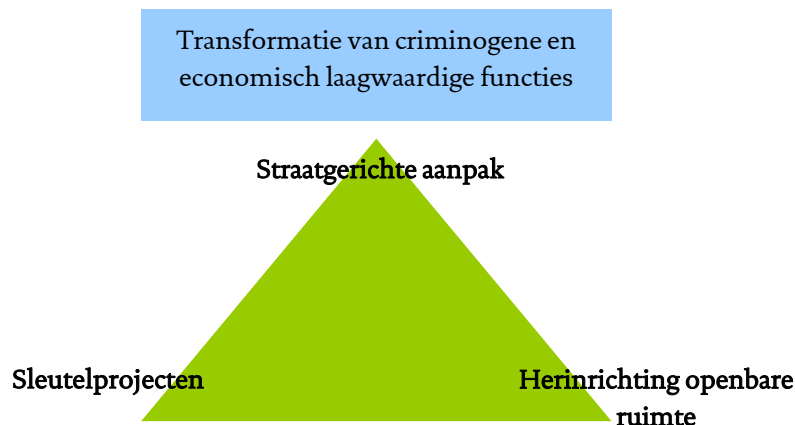 Transformatie van criminogene en
economisch laagwaardige functies
Straatgerichte aanpak
Sleutelprojecten
Herinrichting openbare
ruimte